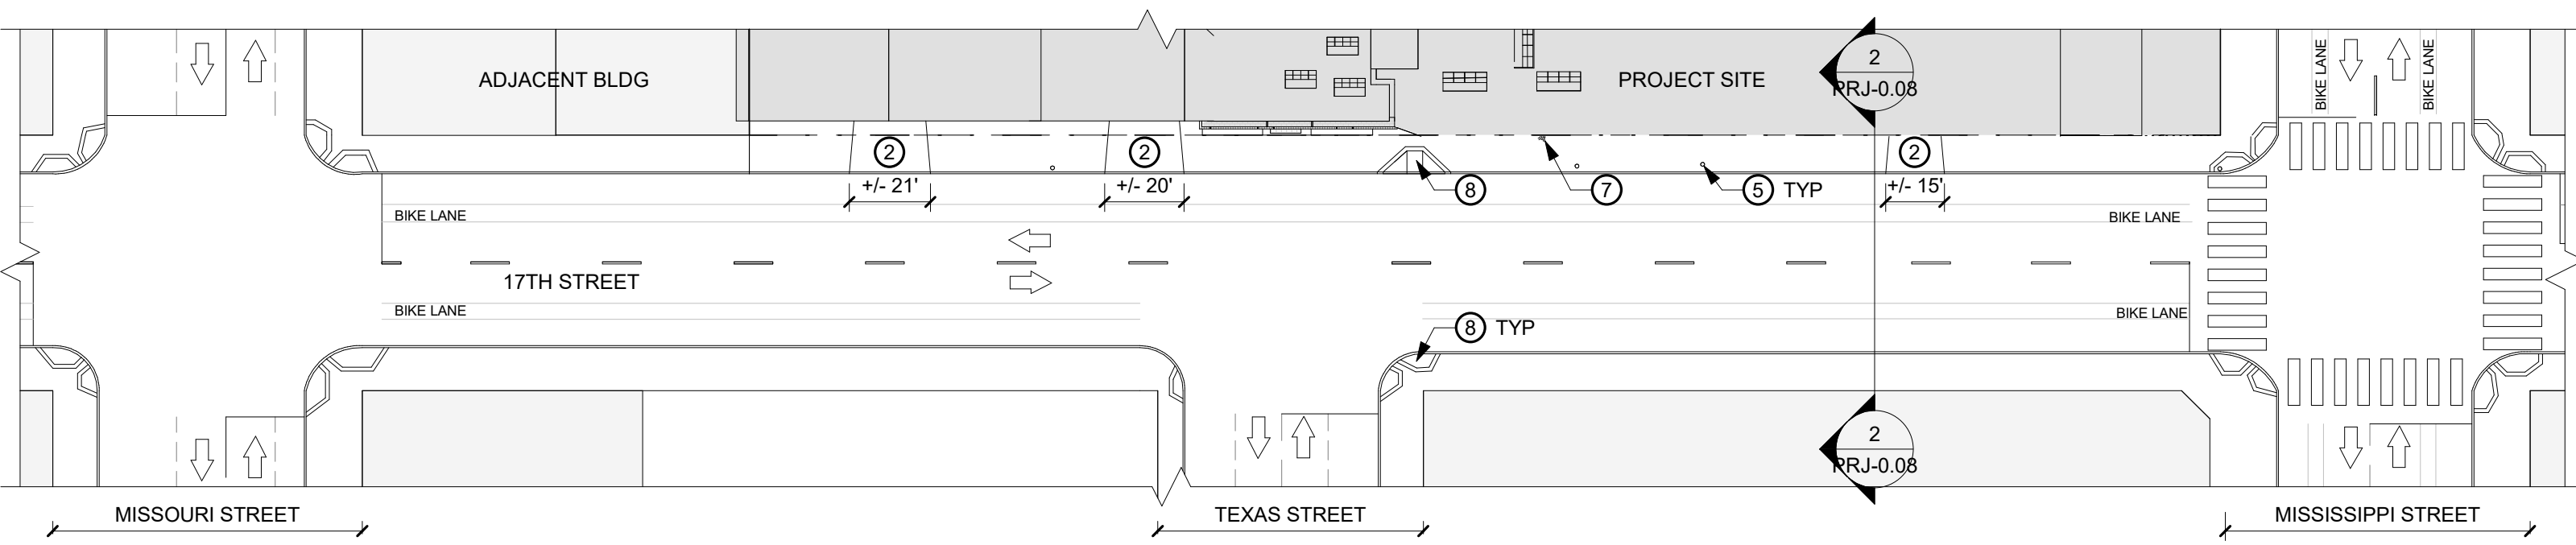 BIKE LANE
BIKE LANE
ADJACENT BLDG
PROJECT SITE
2
PRJ-0.08
2
2
2
+/- 21'
+/- 20'
8
7
5 TYP
+/- 15'
BIKE LANE
BIKE LANE
17TH STREET
BIKE LANE
BIKE LANE
8 TYP
2
PRJ-0.08
MISSOURI STREET
TEXAS STREET
MISSISSIPPI STREET